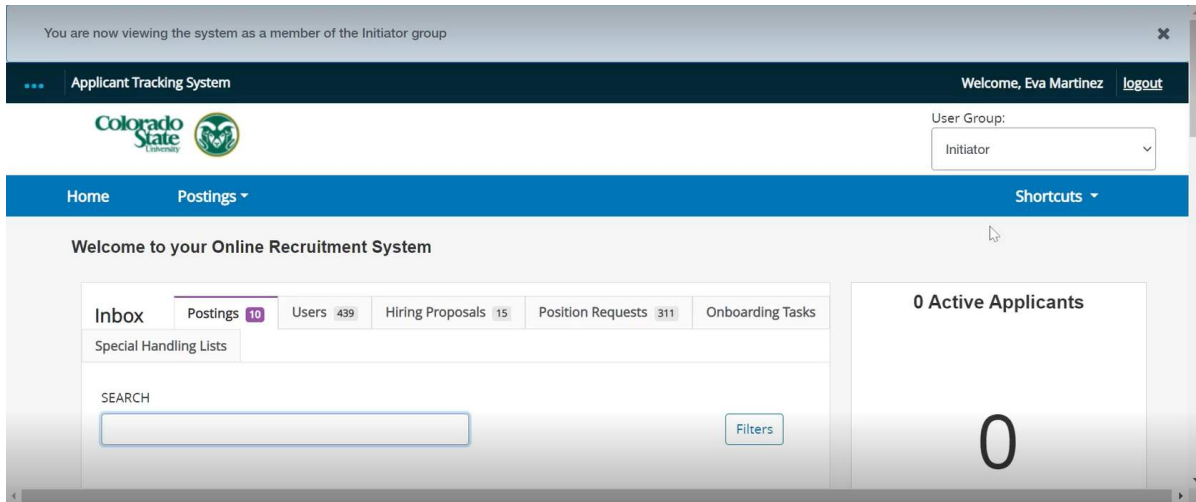 You are now viewing the system as a member of the Initiator group
Applicant Tracking System
Welcome, Eva Martinez
logout
Colorado
State
University
User Group:
Initiator
Home
Postings
Shortcuts
Welcome to your Online Recruitment System
Inbox
Postings 10
Users 439
Hiring Proposals 15
Position Requests 311
Onboarding Tasks
Special Handling Lists
SEARCH
Filters
0 Active Applicants
0